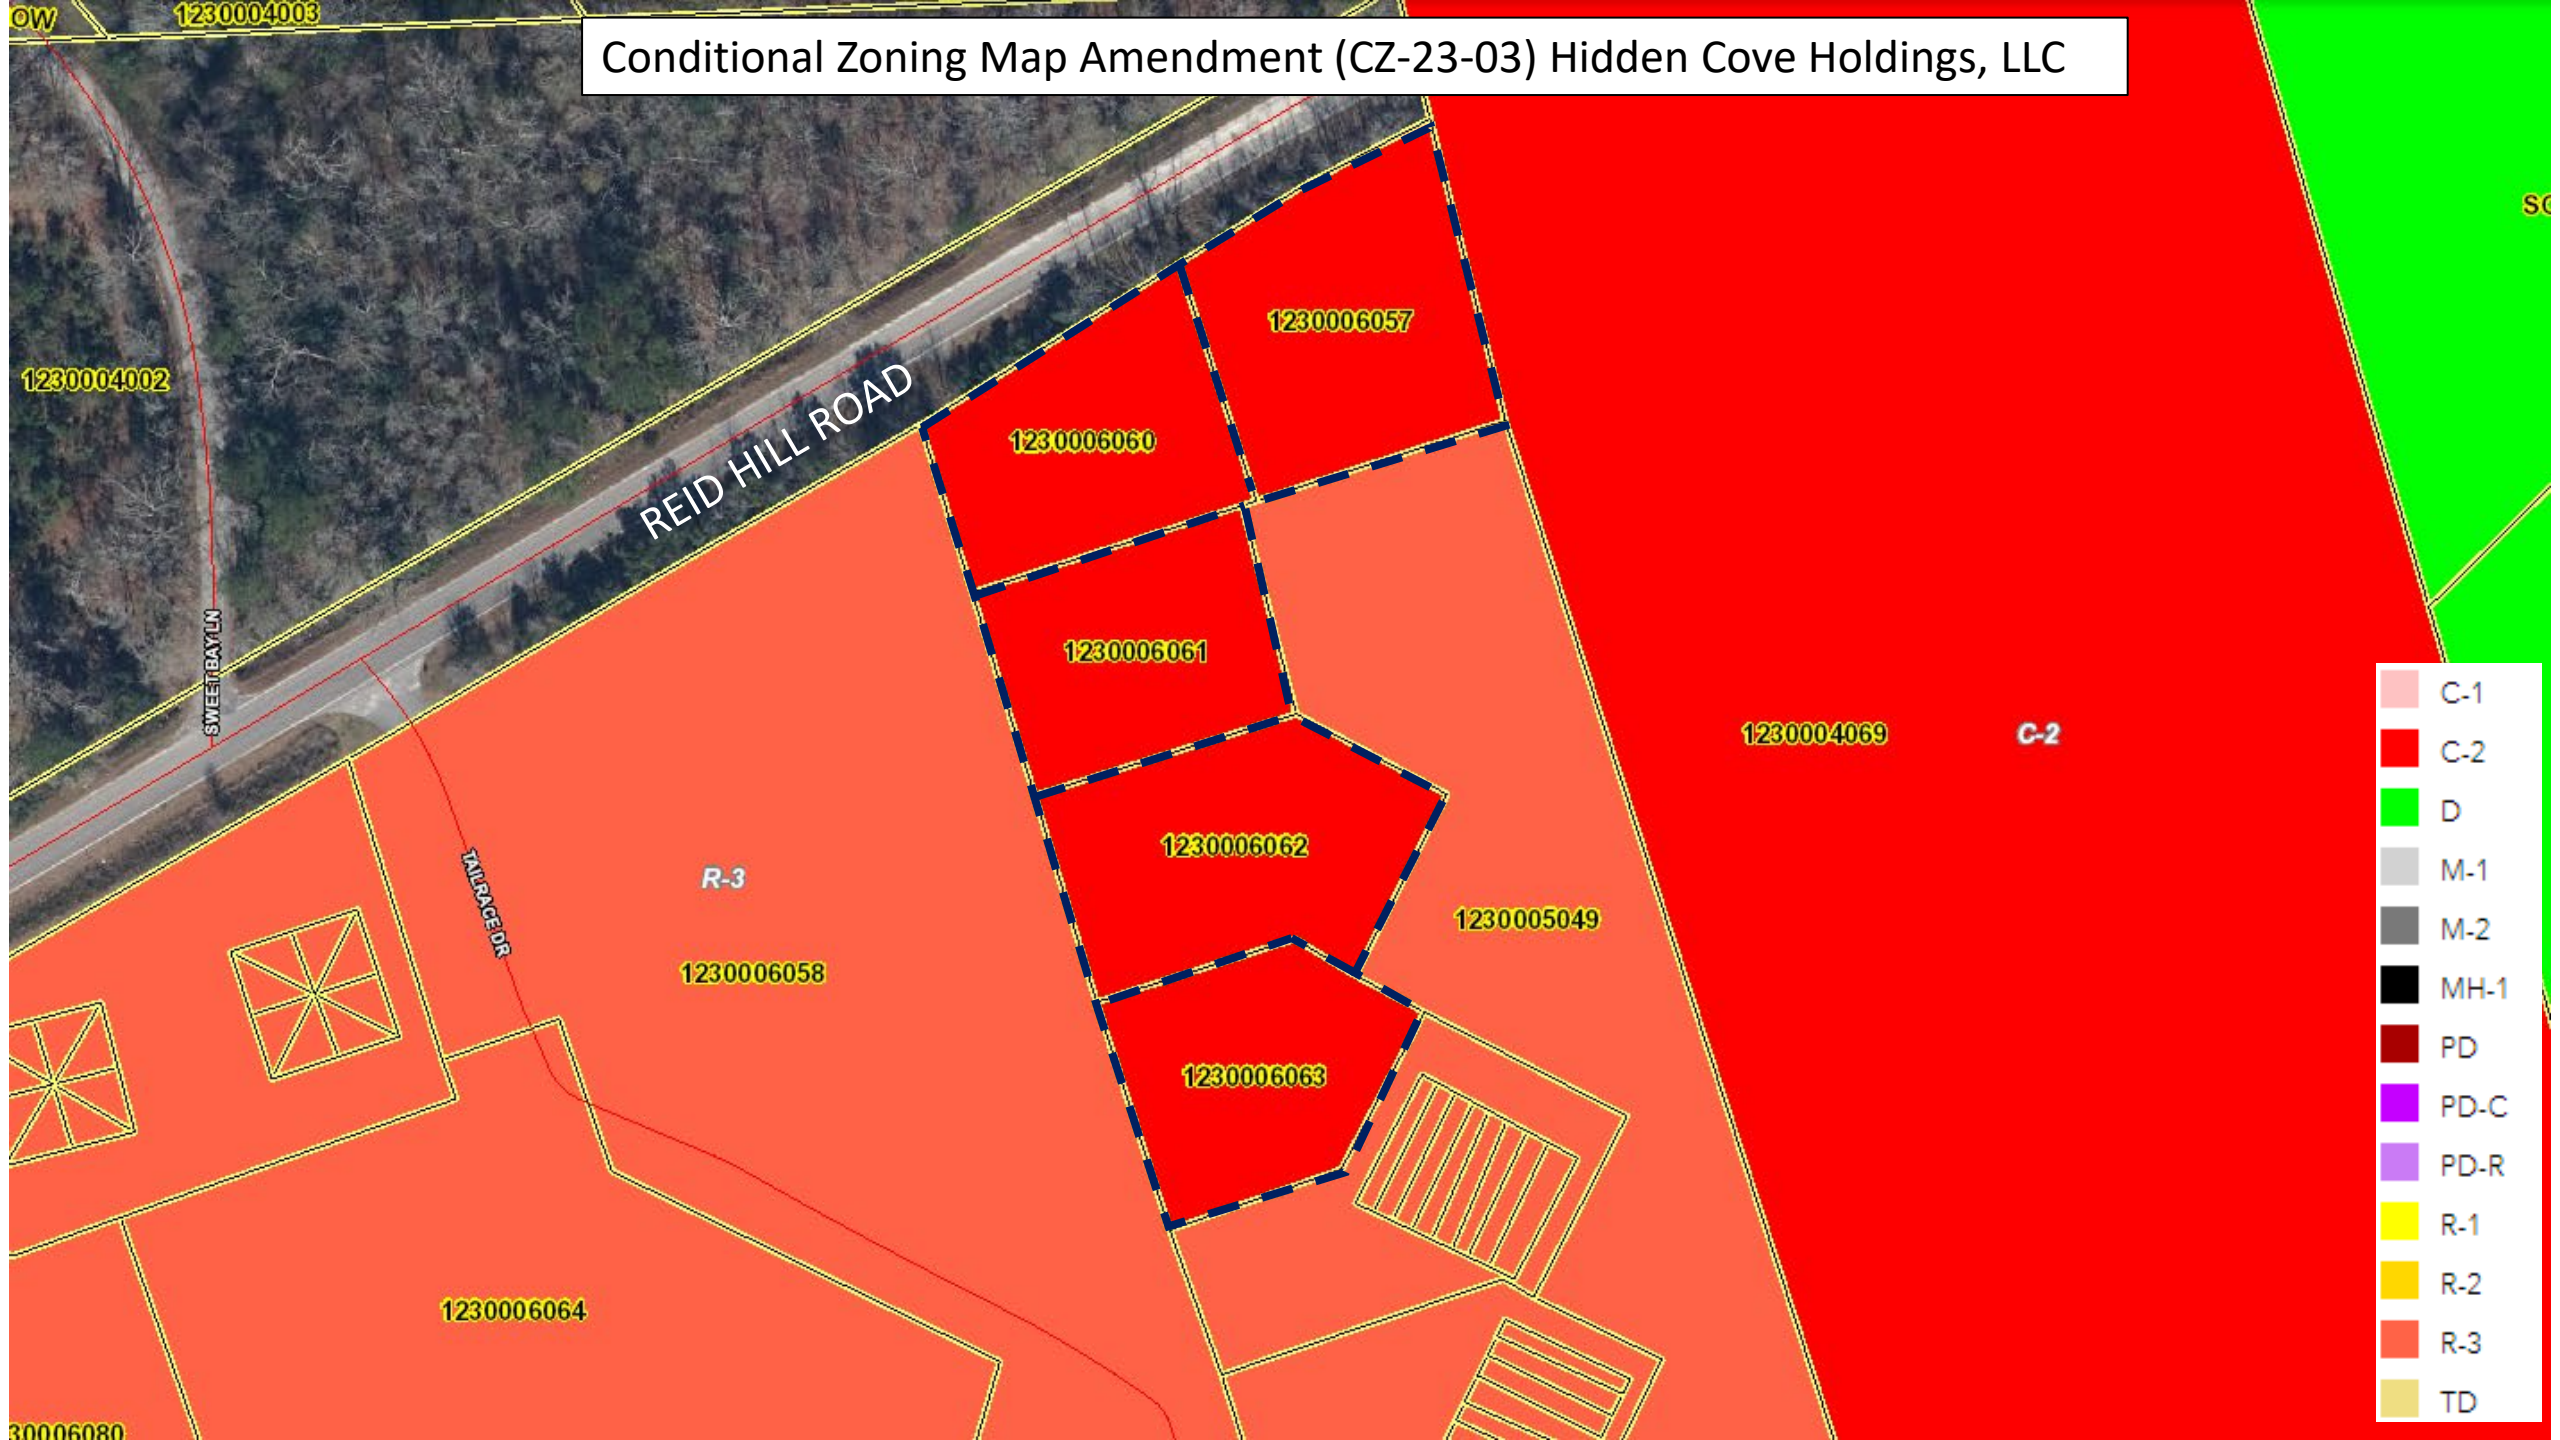 OW
1230004003
Conditional Zoning Map Amendment (CZ-23-03) Hidden Cove Holdings, LLC
1230004002
REID HILL ROAD
SWEET BAY LN
TAILRACE DR
1230006057
1230006060
1230006061
1230006062
1230006063
1230004069
C-2
R-3
1230005049
1230006058
1230006064
30006080
C-1
C-2
D
M-1
M-2
MH-1
PD
PD-C
PD-R
R-1
R-2
R-3
TD